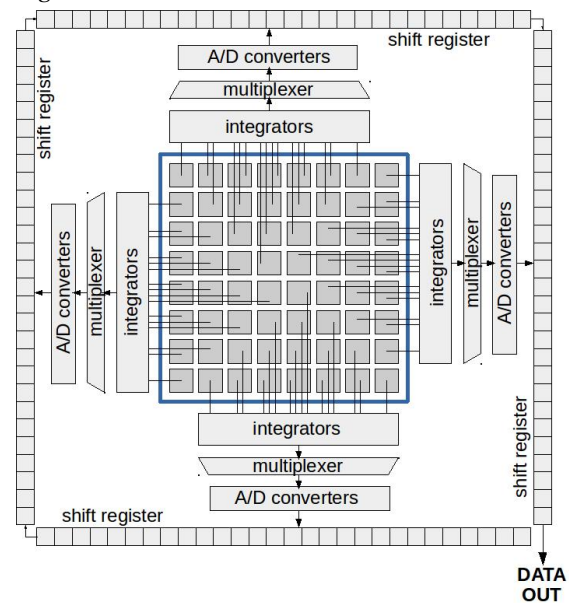 shift register
A/D converters
multiplexer
integrators
shift register
A/D converters
multiplexer
integrators
integrators
multiplexer
A/D converters
integrators
multiplexer
A/D converters
shift register
shift register
DATA
OUT